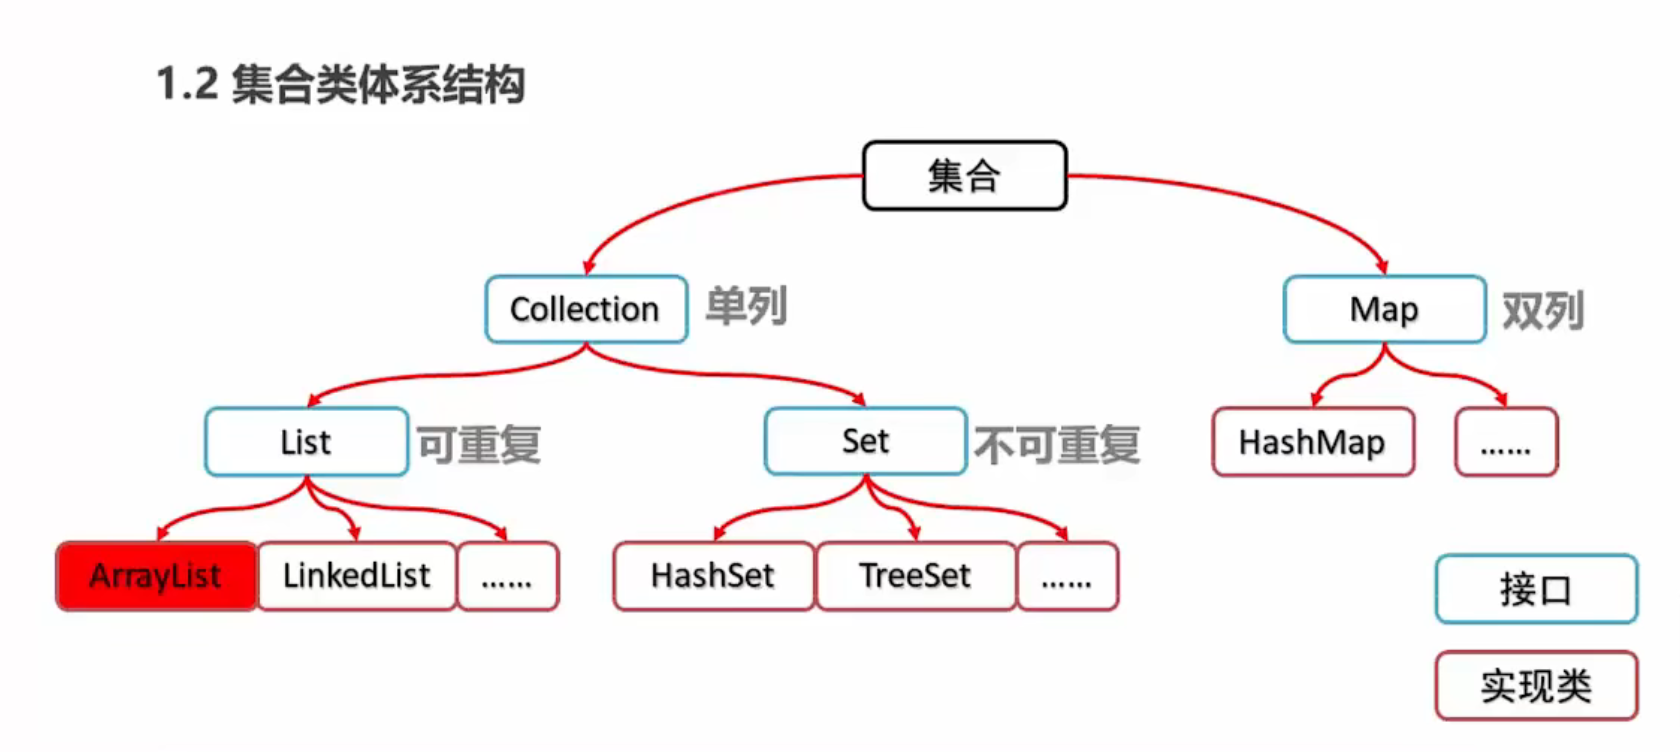 1.2 集合类体系结构
集合
Collection 单列
Map 双列
List 可重复
Set 不可重复
HashMap
……
ArrayList
LinkedList
……
HashSet
TreeSet
……
接口
实现类